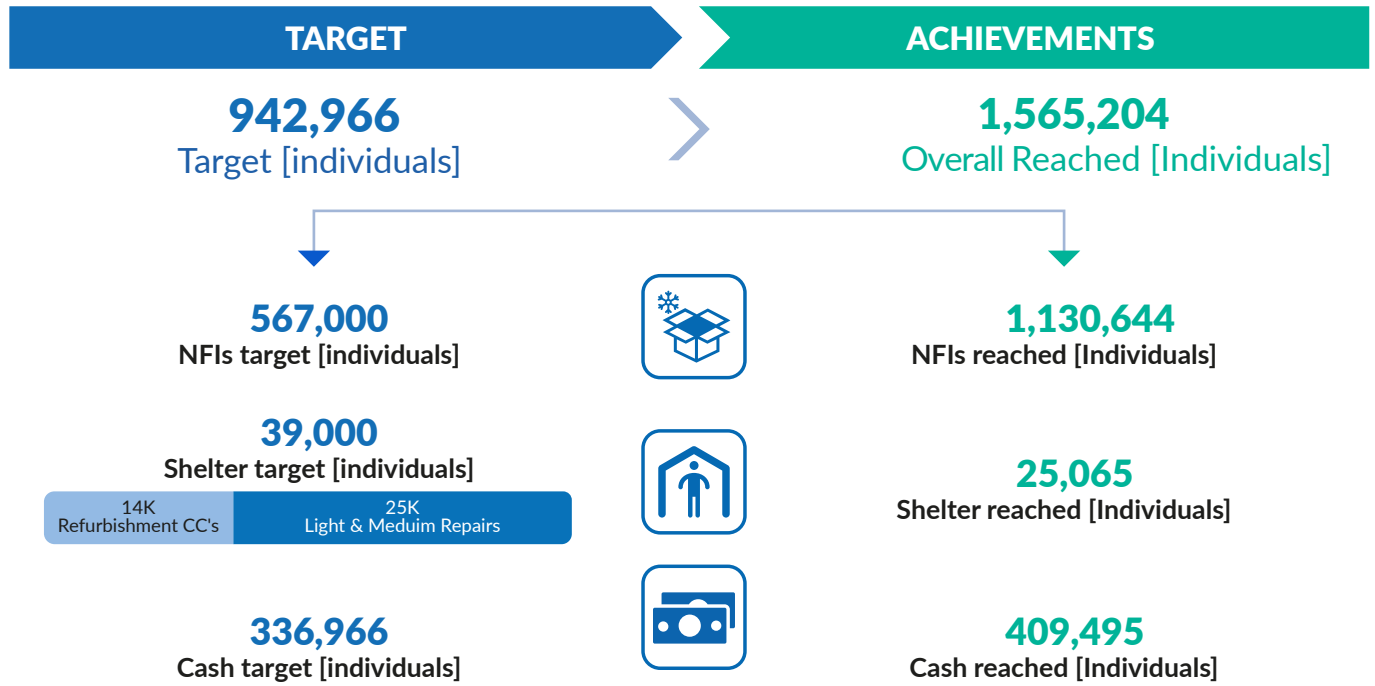 TARGET
ACHIEVEMENTS
942,966
Target [individuals]
1,565,204
Overall Reached [Individuals]
567,000
NFIs target [individuals]
1,130,644
NFIs reached [Individuals]
39,000
Shelter target [individuals]
14K
Refurbishment CC's
25K
Light & Meduim Repairs
25,065
Shelter reached [Individuals]
336,966
Cash target [individuals]
409,495
Cash reached [Individuals]